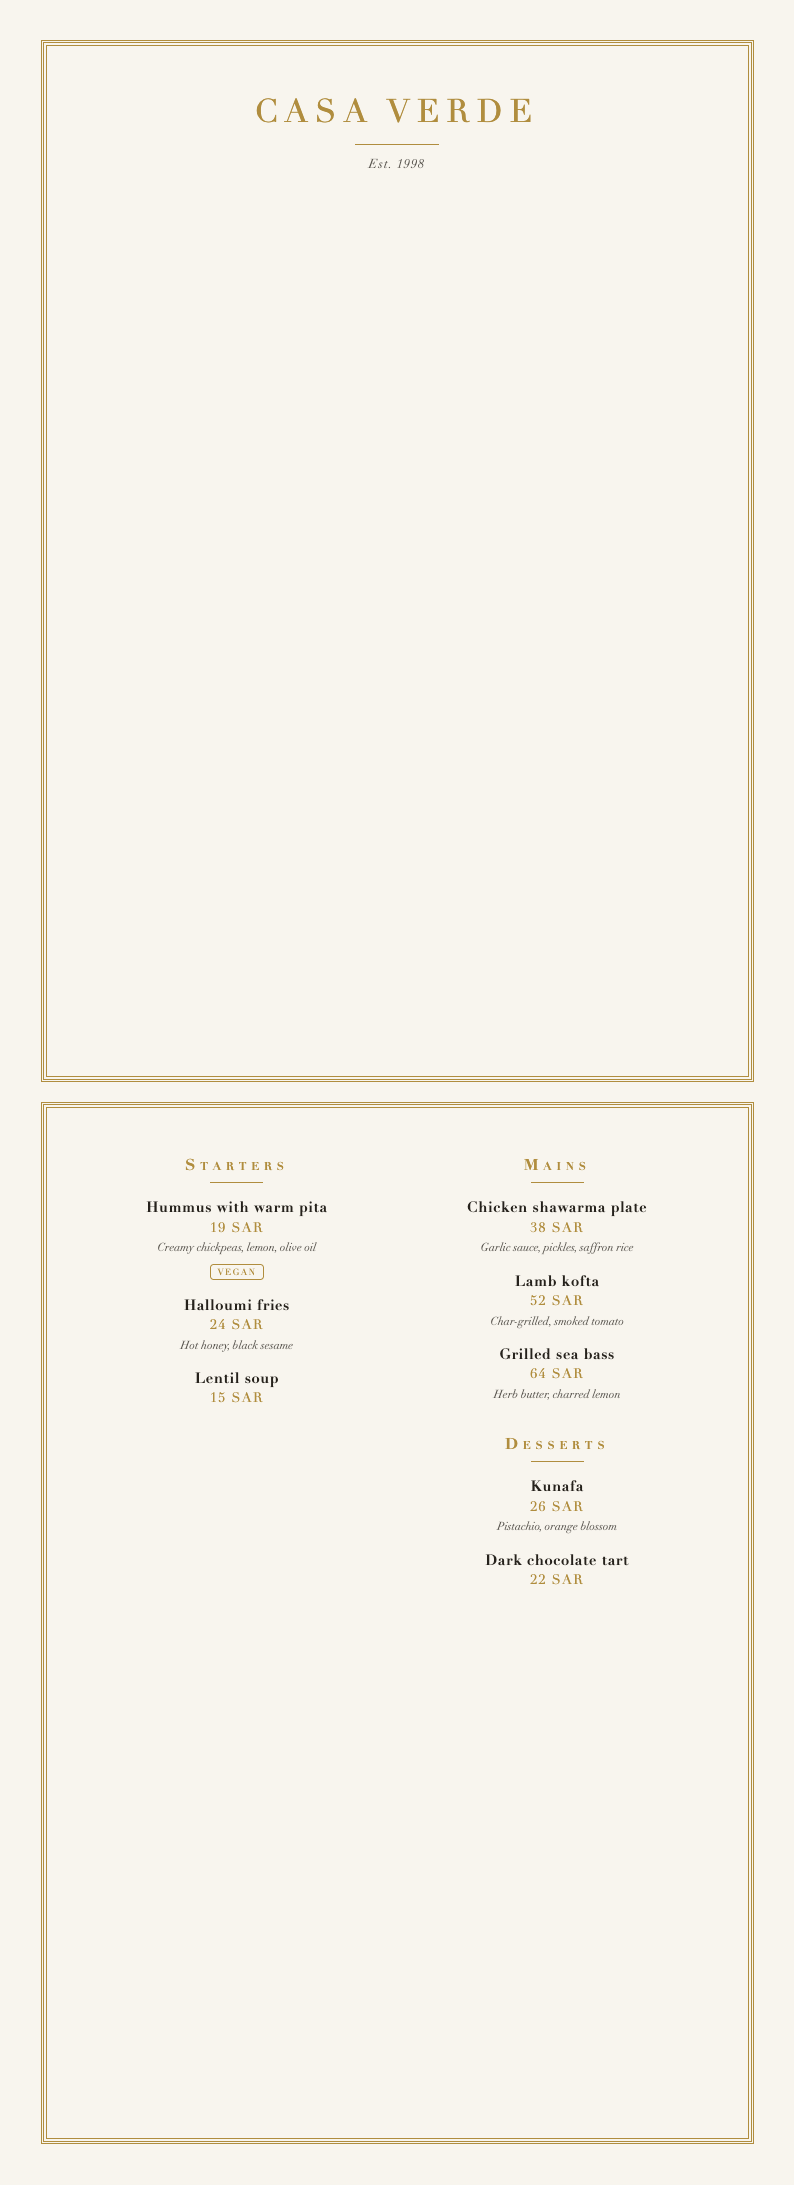 CASA VERDE
Est. 1998
STARTERS
Hummus with warm pita
19 SAR
Creamy chickpeas, lemon, olive oil
VEGAN
Halloumi fries
24 SAR
Hot honey, black sesame
Lentil soup
15 SAR
MAINS
Chicken shawarma plate
38 SAR
Garlic sauce, pickles, saffron rice
Lamb kofta
52 SAR
Char-grilled, smoked tomato
Grilled sea bass
64 SAR
Herb butter, charred lemon
DESSERTS
Kunafa
26 SAR
Pistachio, orange blossom
Dark chocolate tart
22 SAR